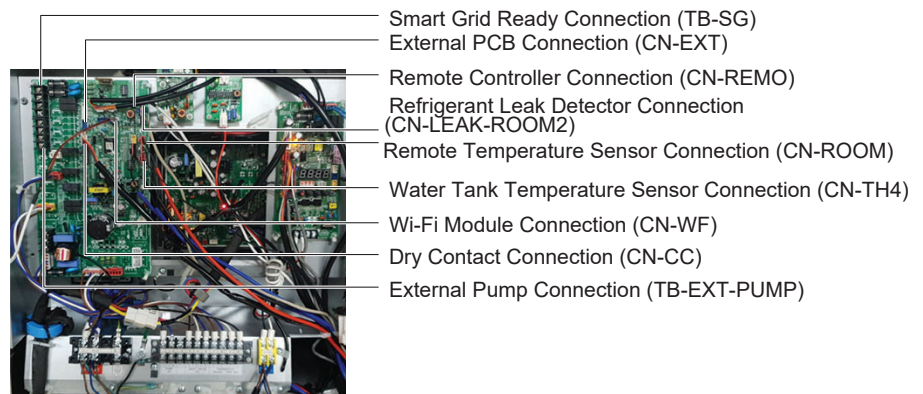 Smart Grid Ready Connection (TB-SG)
External PCB Connection (CN-EXT)
Remote Controller Connection (CN-REMO)
Refrigerant Leak Detector Connection
(CN-LEAK-ROOM2)
Remote Temperature Sensor Connection (CN-ROOM)
Water Tank Temperature Sensor Connection (CN-TH4)
Wi-Fi Module Connection (CN-WF)
Dry Contact Connection (CN-CC)
External Pump Connection (TB-EXT-PUMP)